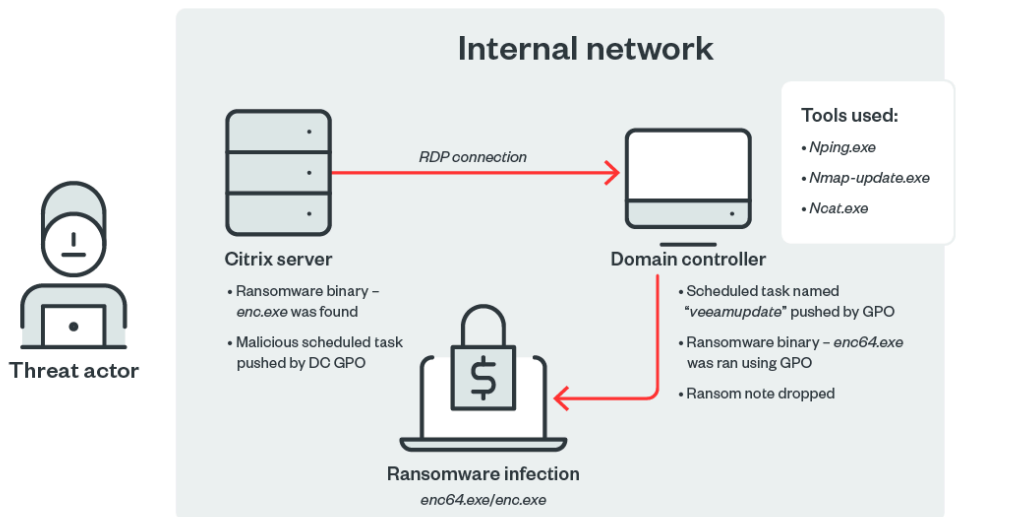 Internal network
Tools used:
• Nping.exe
• Nmap-update.exe
• Ncat.exe
RDP connection
Citrix server
• Ransomware binary –
enc.exe was found
• Malicious scheduled task
pushed by DC GPO
Domain controller
• Scheduled task named
“veeamupdate” pushed by GPO
• Ransomware binary – enc64.exe
was ran using GPO
• Ransom note dropped
Threat actor
$
Ransomware infection
enc64.exe/enc.exe